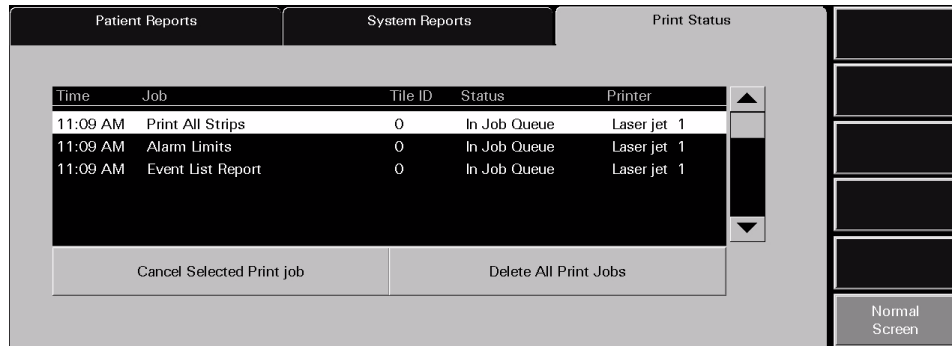 Patient Reports System Reports Print Status
Time Job Tile ID Status Printer
11:09 AM Print All Strips 0 In Job Queue Laser jet 1
11:09 AM Alarm Limits 0 In Job Queue Laser jet 1
11:09 AM Event List Report 0 In Job Queue Laser jet 1
Cancel Selected Print job Delete All Print Jobs
Normal
Screen